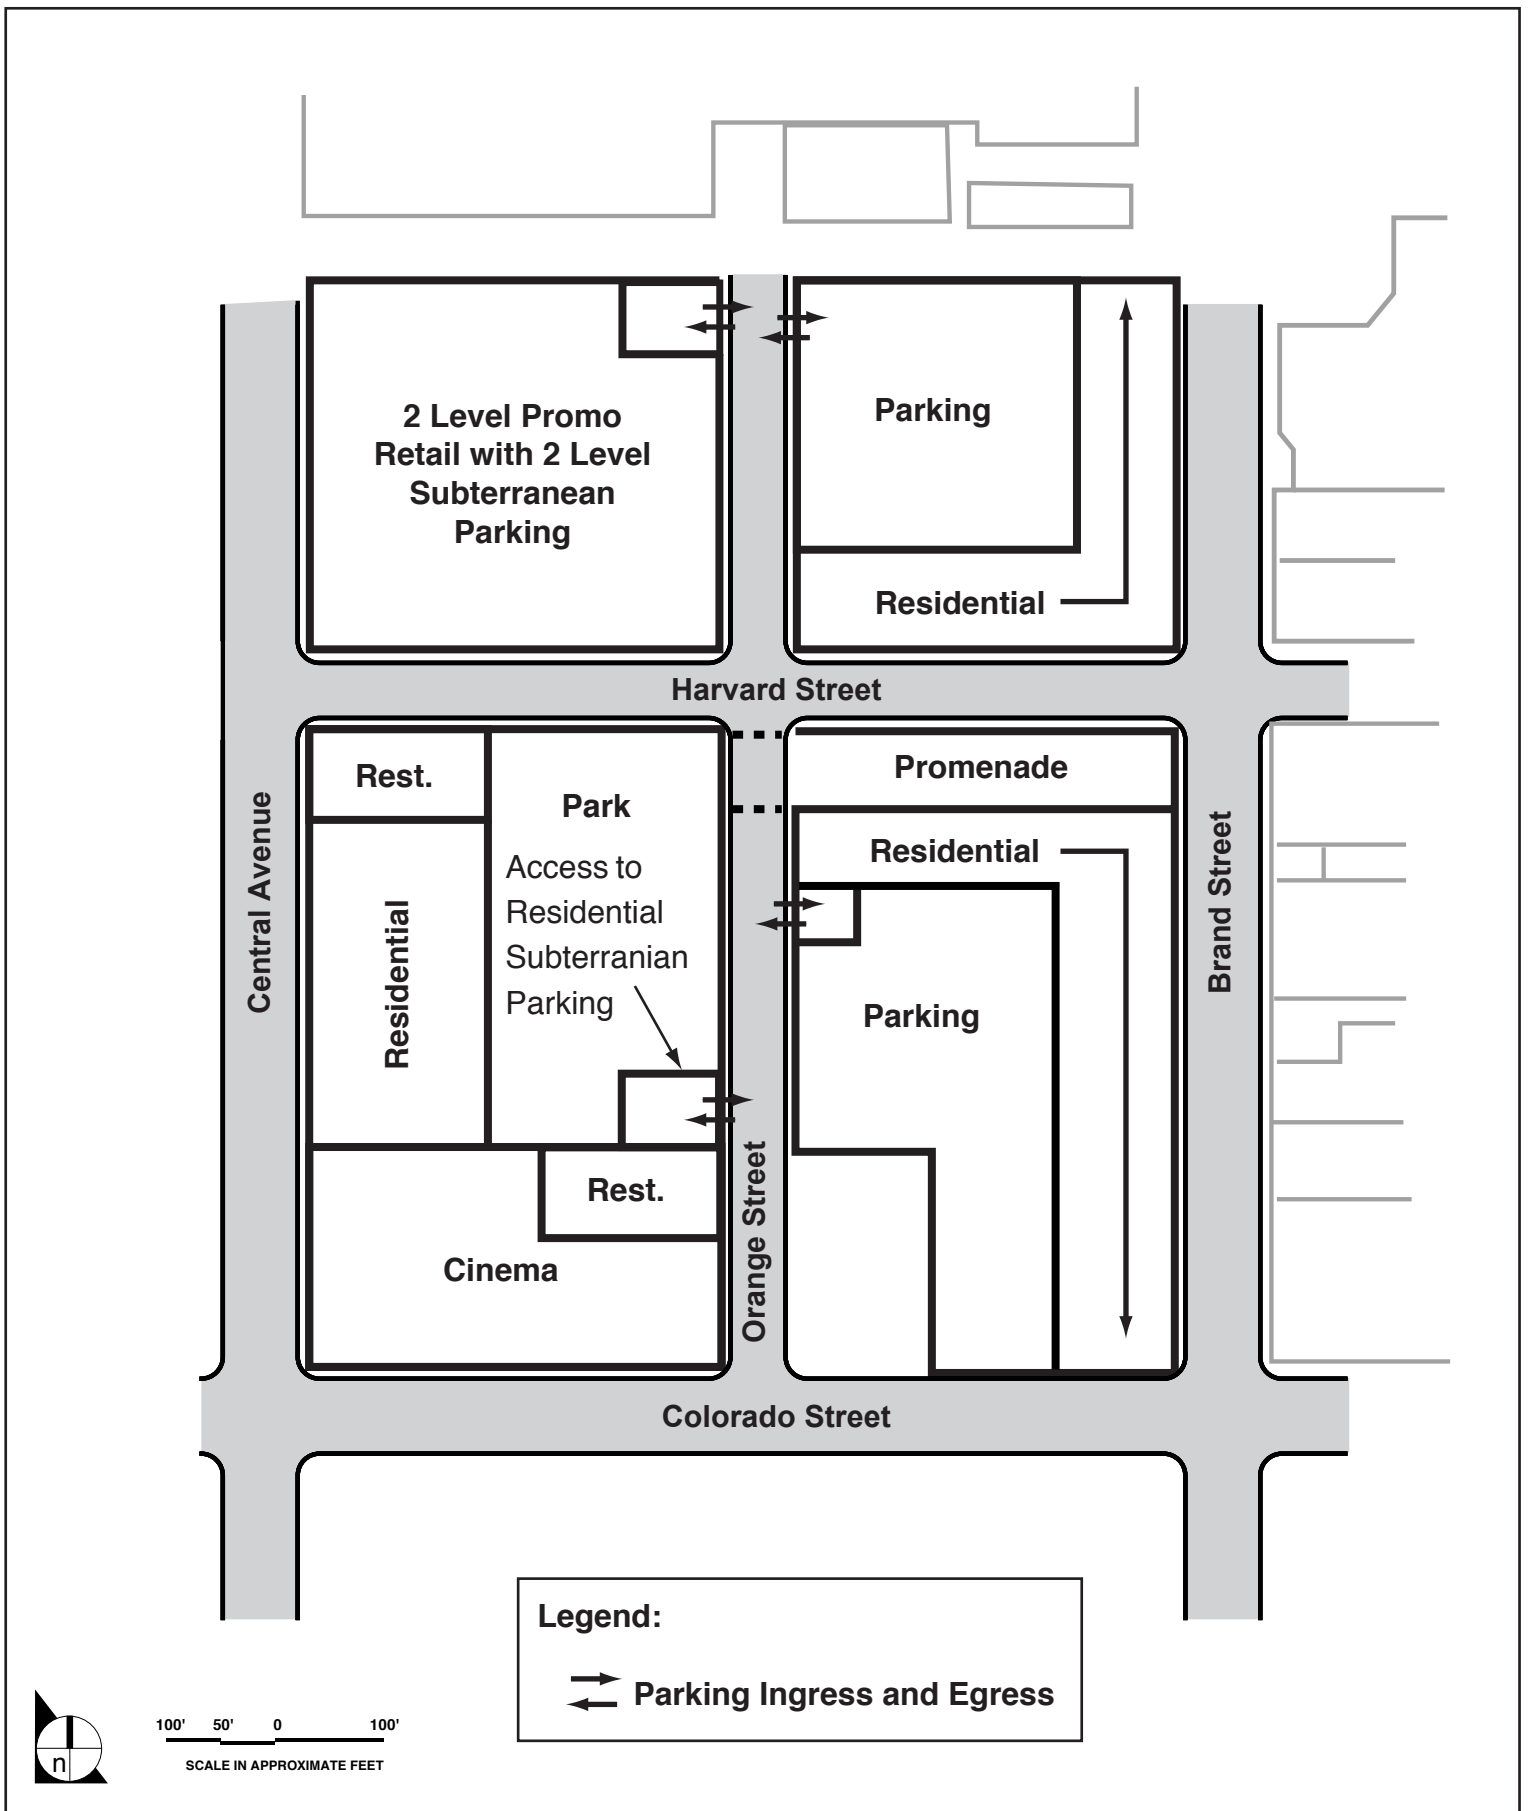 2 Level Promo
Retail with 2 Level
Subterranean
Parking
Parking
Residential
Harvard Street
Rest.
Park
Promenade
Access to
Residential
Subterranian
Parking
Residential
Central Avenue
Residential
Parking
Brand Street
Rest.
Cinema
Orange Street
Colorado Street
Legend:
Parking Ingress and Egress
n
100' 50' 0 100'
SCALE IN APPROXIMATE FEET